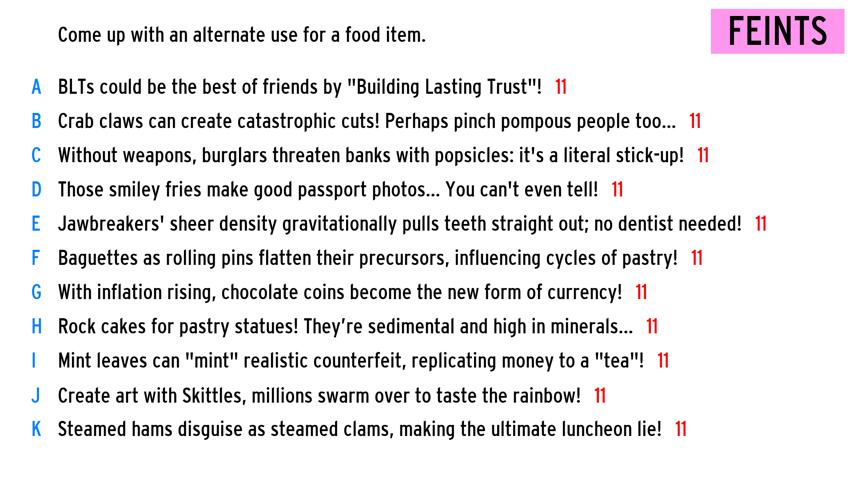 Come up with an alternate use for a food item.
FEINTS
A BLTs could be the best of friends by "Building Lasting Trust"! 11
B Crab claws can create catastrophic cuts! Perhaps pinch pompous people too... 11
C Without weapons, burglars threaten banks with popsicles: it's a literal stick-up! 11
D Those smiley fries make good passport photos... You can't even tell! 11
E Jawbreakers' sheer density gravitationally pulls teeth straight out; no dentist needed! 11
F Baguettes as rolling pins flatten their precursors, influencing cycles of pastry! 11
G With inflation rising, chocolate coins become the new form of currency! 11
H Rock cakes for pastry statues! They’re sedimental and high in minerals... 11
I Mint leaves can "mint" realistic counterfeit, replicating money to a "tea"! 11
J Create art with Skittles, millions swarm over to taste the rainbow! 11
K Steamed hams disguise as steamed clams, making the ultimate luncheon lie! 11